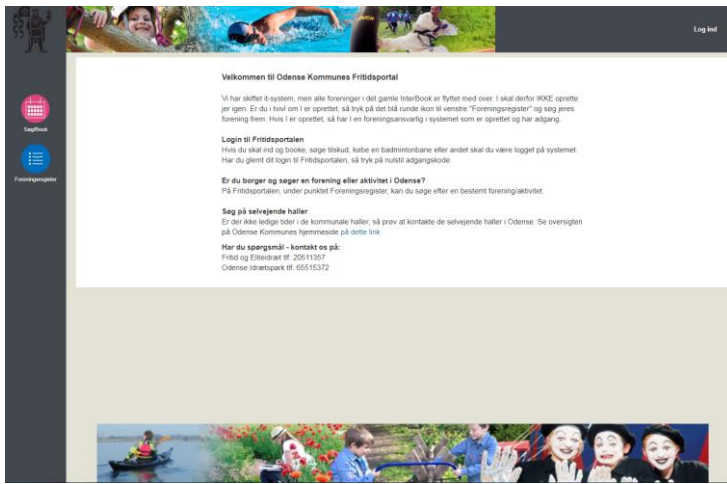 Log ind
Søg/Book
Foreningsregister
Velkommen til Odense Kommunes Fritidsportal
Vi har skiftet it-system, men alle foreninger i det gamle InterBook er flyttet med over. I skal derfor IKKE oprette
jer igen. Er du i tvivl om I er oprettet, så tryk på det blå runde ikon til venstre "Foreningsregister" og søg jeres
forening frem. Hvis I er oprettet, så har I en foreningsansvarlig i systemet som er oprettet og har adgang.
Login til Fritidsportalen
Hvis du skal ind og booke, søge tilskud, købe en badmintonbane eller andet skal du være logget på systemet.
Har du glemt dit login til Fritidsportalen, så tryk på nulstil adgangskode.
Er du borger og søger en forening eller aktivitet i Odense?
På Fritidsportalen, under punktet Foreningsregister, kan du søge efter en bestemt forening/aktivitet.
Søg på selvejende haller
Er der ikke ledige tider i de kommunale haller, så prøv at kontakte de selvejende haller i Odense. Se oversigten
på Odense Kommunes hjemmeside på dette link
Har du spørgsmål - kontakt os på:
Fritid og Eliteidræt tlf. 20511357
Odense Idrætspark tlf. 65515372